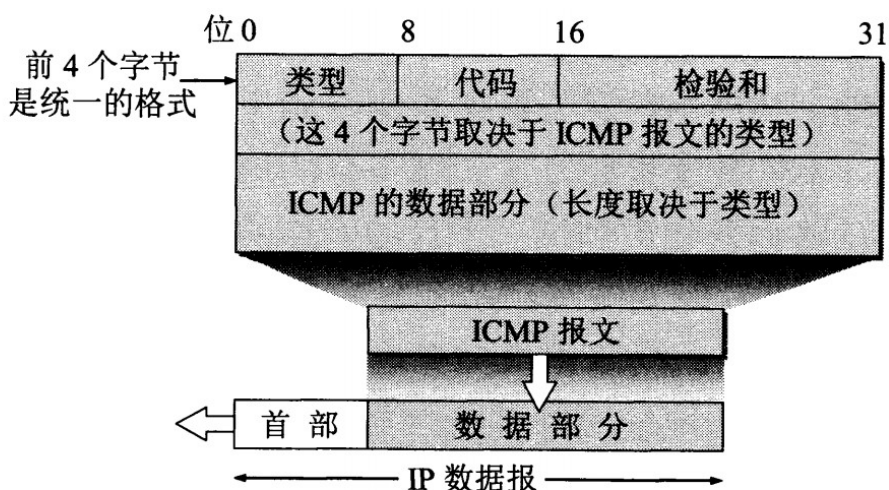 位 0 8 16 31
前 4 个字节
是统一的格式
类型 代码 检验和
（这 4 个字节取决于 ICMP 报文的类型）
ICMP 的数据部分（长度取决于类型）
ICMP 报文
首 部 数 据 部 分
IP 数据报